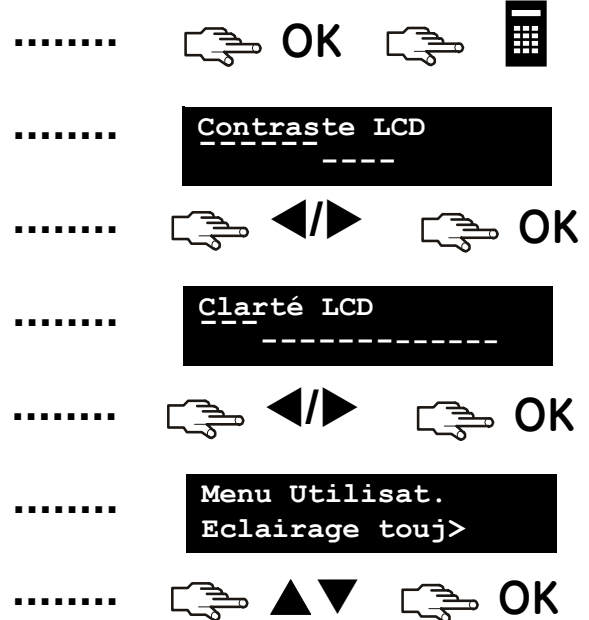 ........ OK
........ Contraste LCD
------ ----
........ ◀/▶ OK
........ Clarté LCD
--- -------------
........ ◀/▶ OK
........ Menu Utilisat.
Eclairage touj>
........ ▲▼ OK